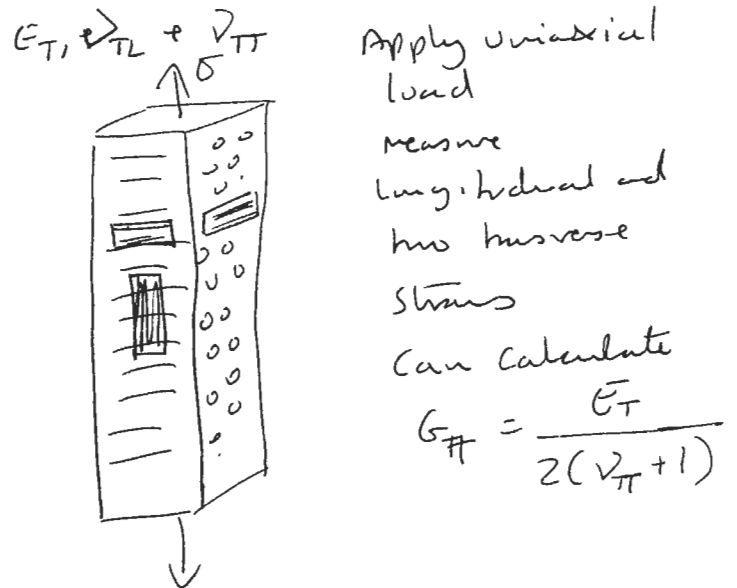 E_T, ν_TL + ν_TT
σ
Apply uniaxial
load
measure
longitudinal and
two transverse
strains
Can calculate
G_TT = E_T / 2(ν_TT + 1)